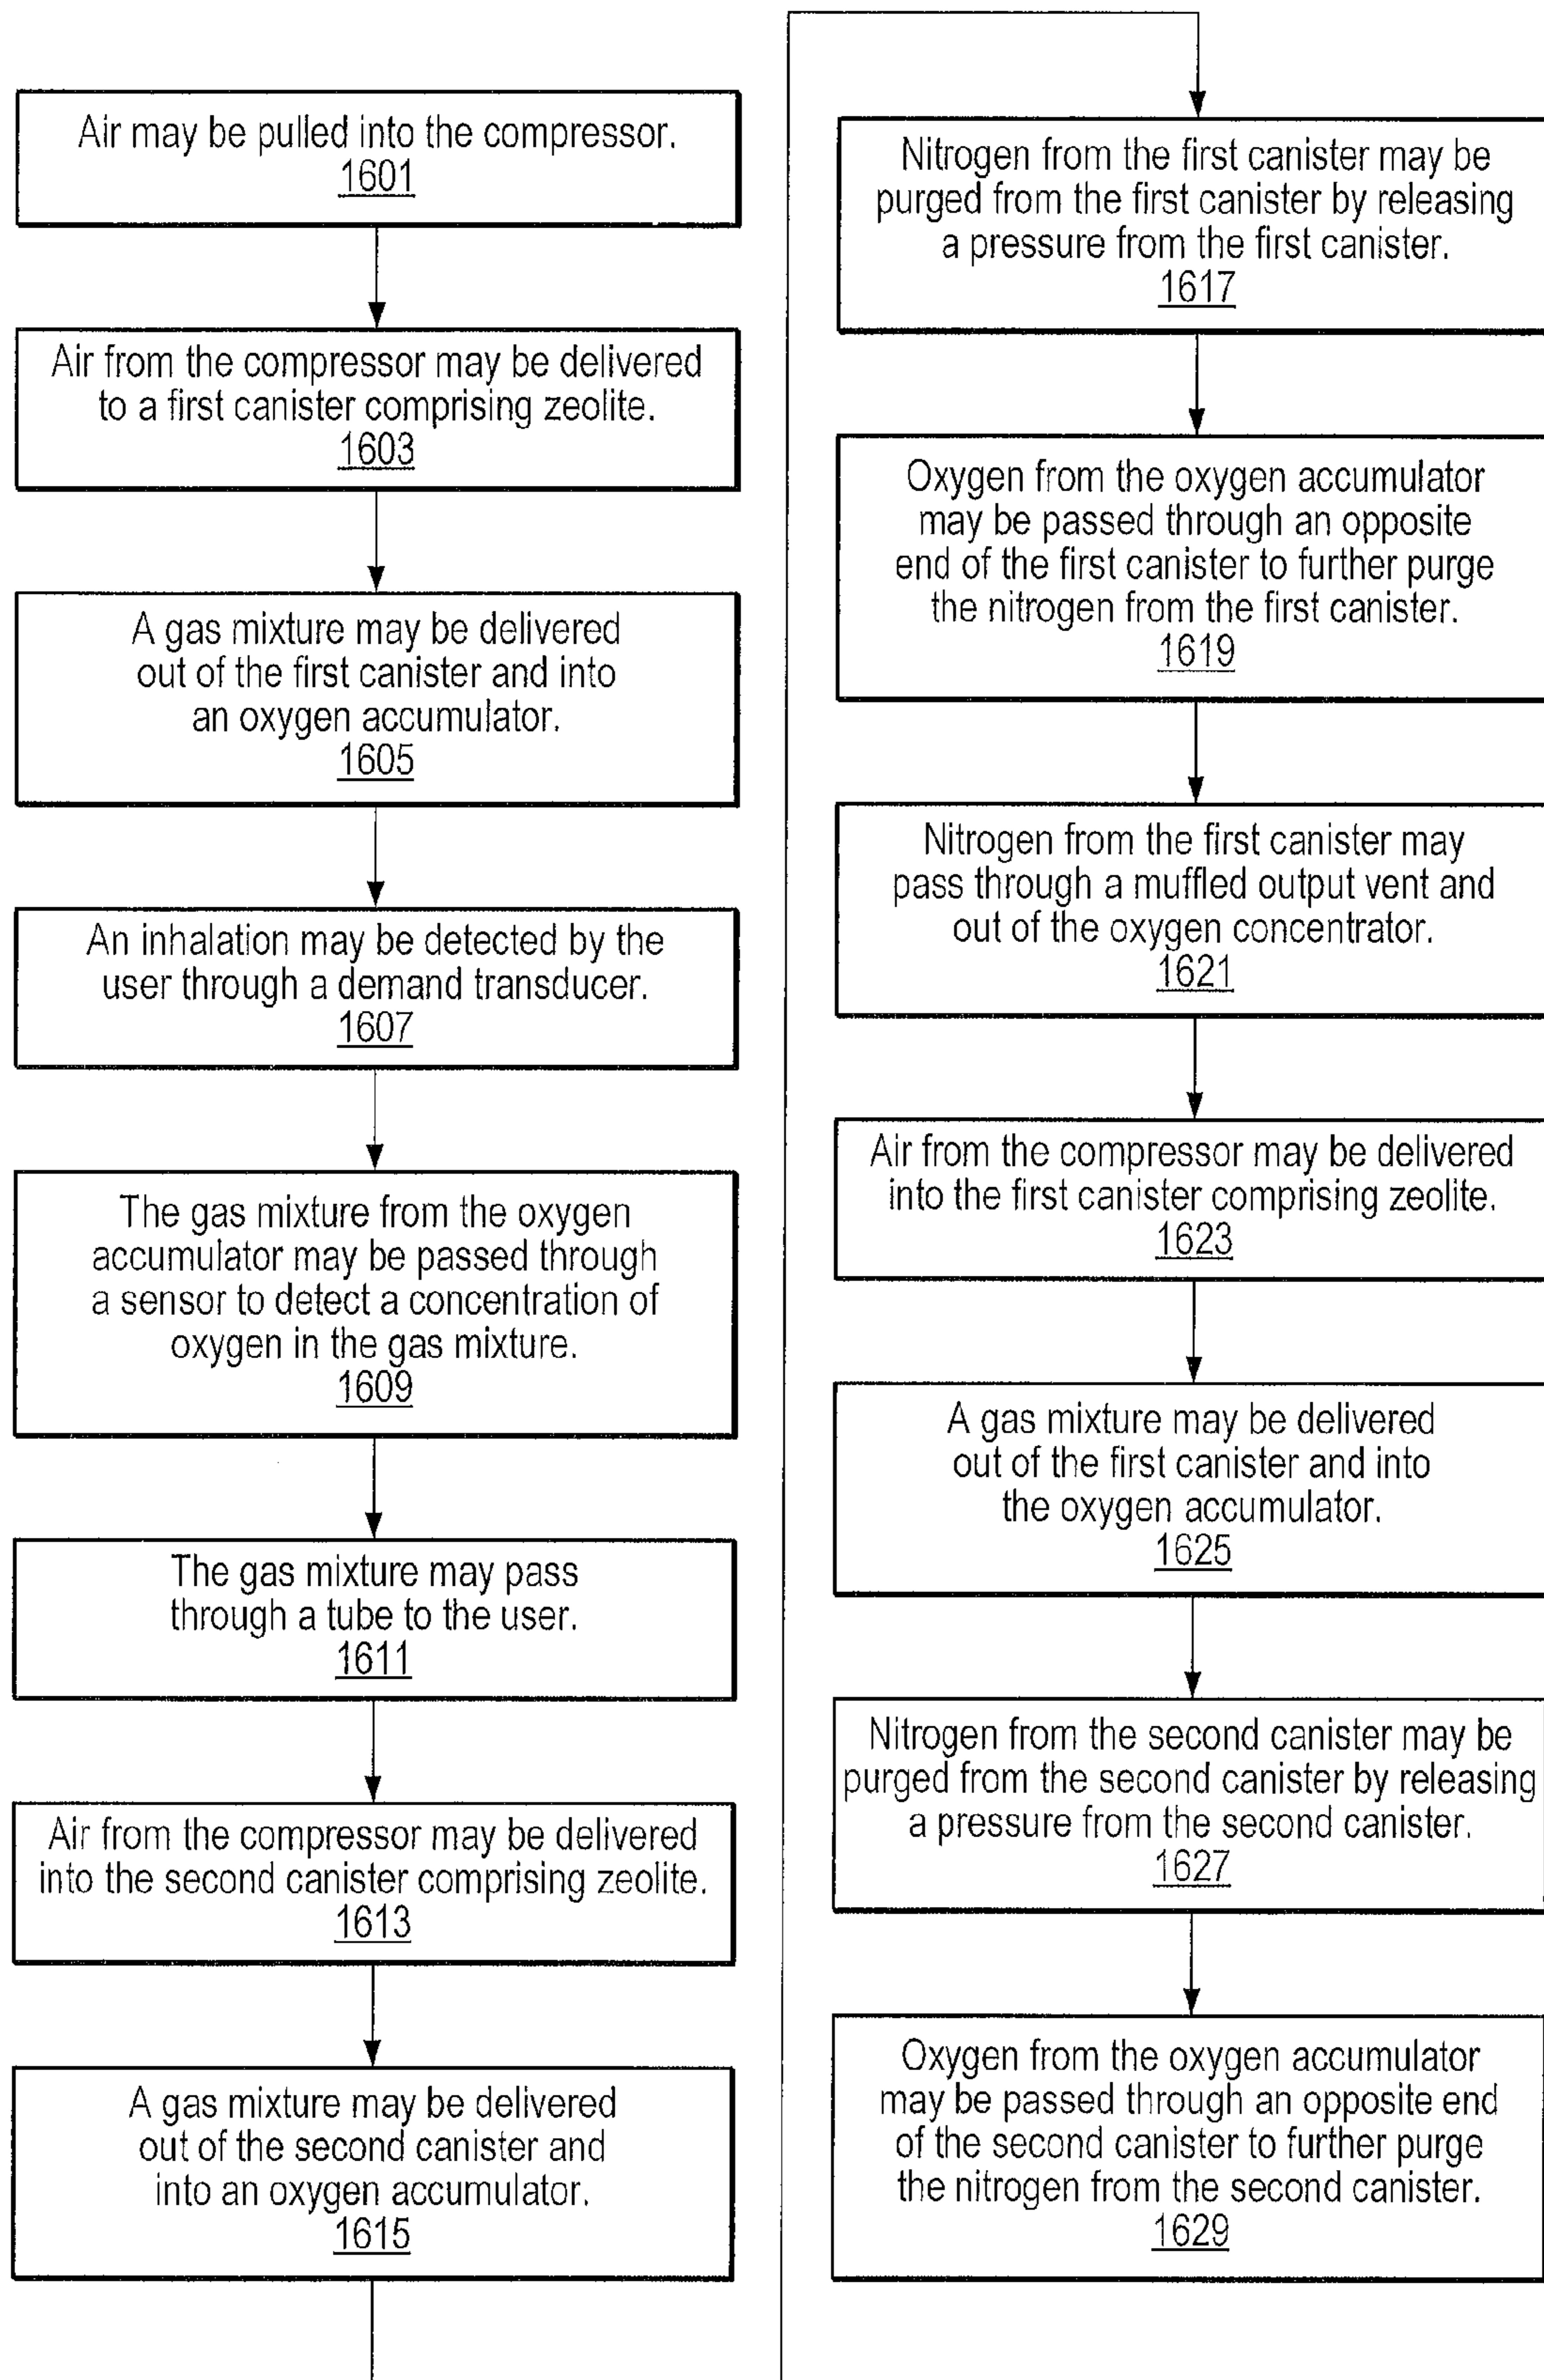 Air may be pulled into the compressor.
1601
Air from the compressor may be delivered
to a first canister comprising zeolite.
1603
A gas mixture may be delivered
out of the first canister and into
an oxygen accumulator.
1605
An inhalation may be detected by the
user through a demand transducer.
1607
The gas mixture from the oxygen
accumulator may be passed through
a sensor to detect a concentration of
oxygen in the gas mixture.
1609
The gas mixture may pass
through a tube to the user.
1611
Air from the compressor may be delivered
into the second canister comprising zeolite.
1613
A gas mixture may be delivered
out of the second canister and
into an oxygen accumulator.
1615
Nitrogen from the first canister may be
purged from the first canister by releasing
a pressure from the first canister.
1617
Oxygen from the oxygen accumulator
may be passed through an opposite
end of the first canister to further purge
the nitrogen from the first canister.
1619
Nitrogen from the first canister may
pass through a muffled output vent and
out of the oxygen concentrator.
1621
Air from the compressor may be delivered
into the first canister comprising zeolite.
1623
A gas mixture may be delivered
out of the first canister and into
the oxygen accumulator.
1625
Nitrogen from the second canister may be
purged from the second canister by releasing
a pressure from the second canister.
1627
Oxygen from the oxygen accumulator
may be passed through an opposite end
of the second canister to further purge
the nitrogen from the second canister.
1629